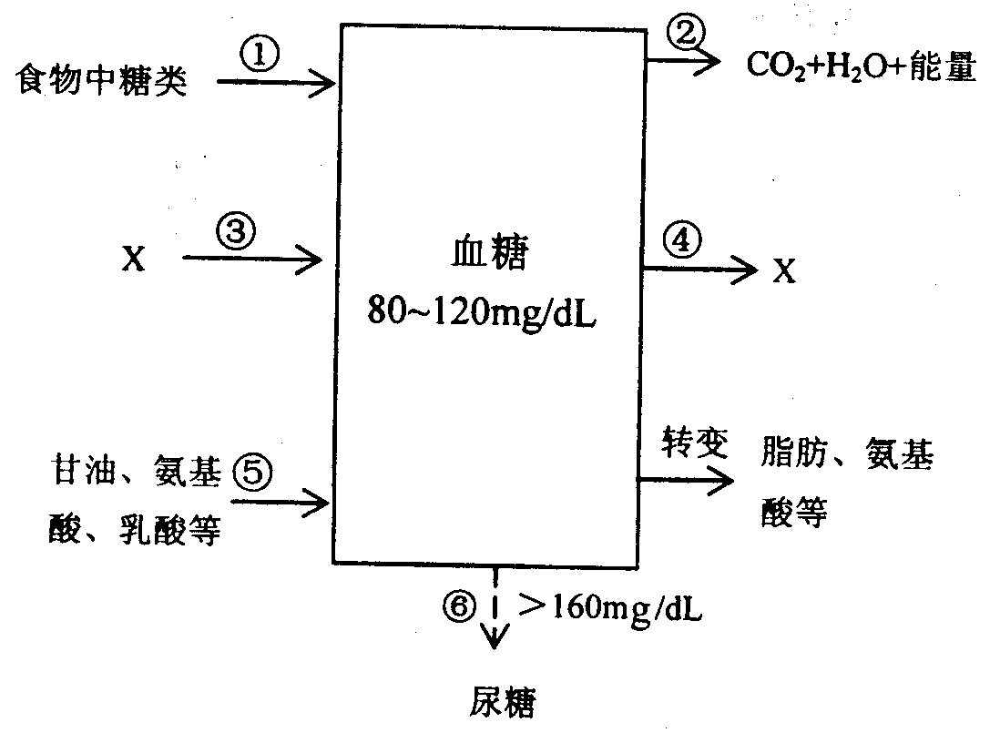 ①
②
食物中糖类
CO₂+H₂O+能量
③
④
X
血糖
X
80~120mg/dL
甘油、氨基
⑤
转变
脂肪、氨基
酸、乳酸等
酸等
⑥
>160mg/dL
尿糖